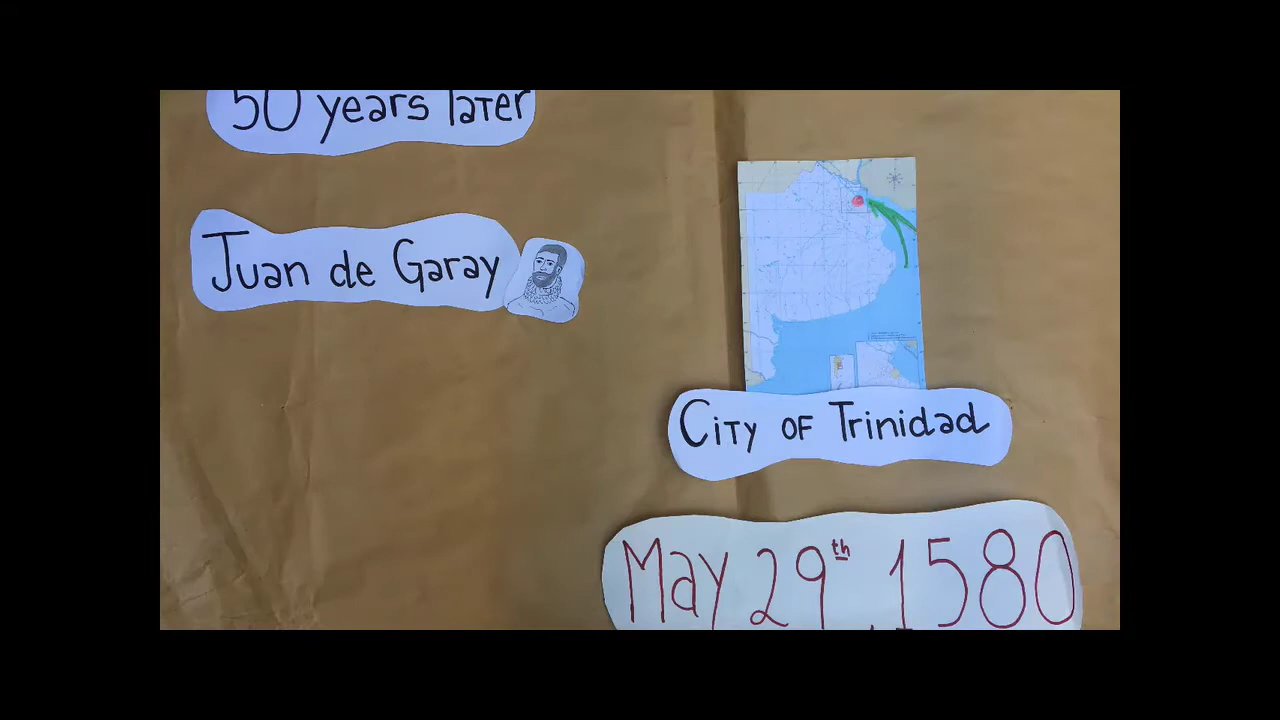 50 years later
Juan de Garay
City of Trinidad
May 29th, 1580